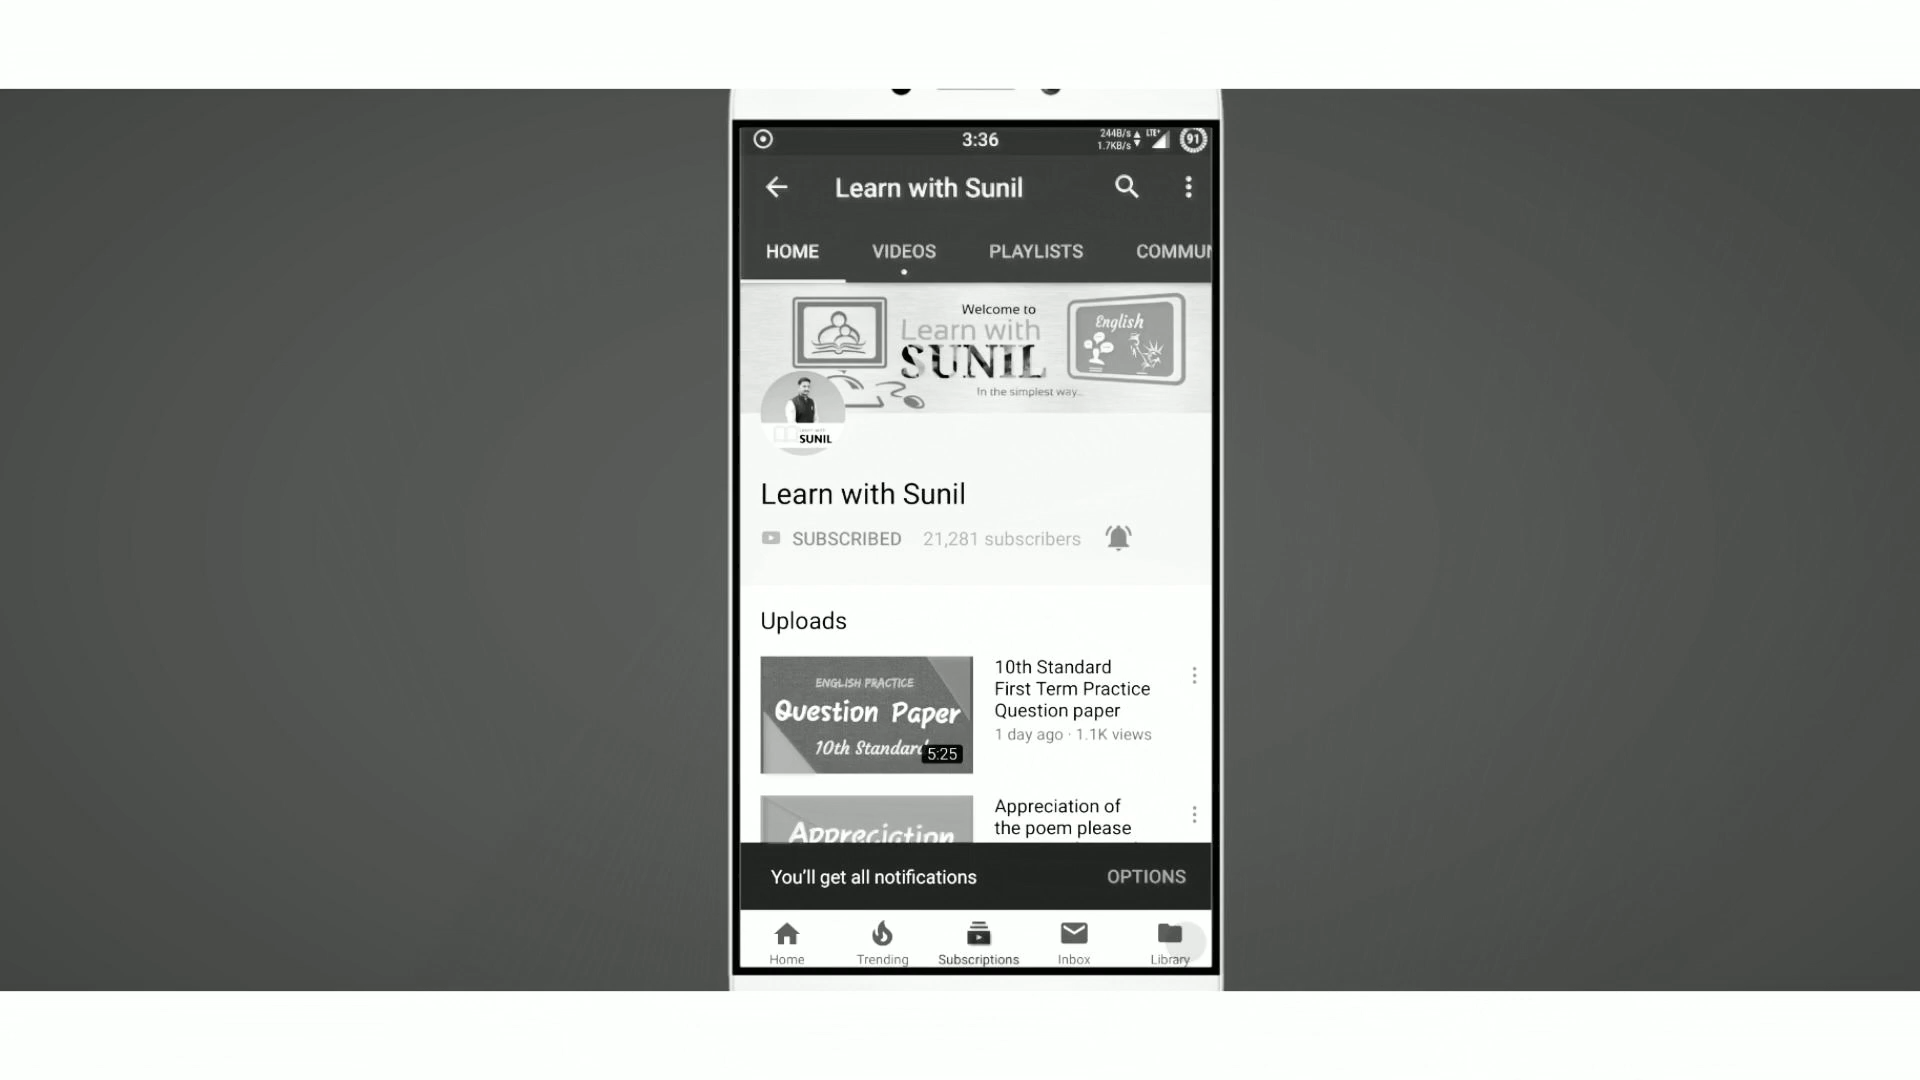 3:36
244B/s
1.7KB/s
LTE+
91
Learn with Sunil
HOME VIDEOS PLAYLISTS COMMUN
Welcome to
Learn with
SUNIL
In the simplest way...
English
SUNIL
Learn with Sunil
SUBSCRIBED 21,281 subscribers
Uploads
ENGLISH PRACTICE
Question Paper
10th Standard
5:25
10th Standard
First Term Practice
Question paper
1 day ago · 1.1K views
Appreciation
Appreciation of
the poem please
You'll get all notifications OPTIONS
Home Trending Subscriptions Inbox Library